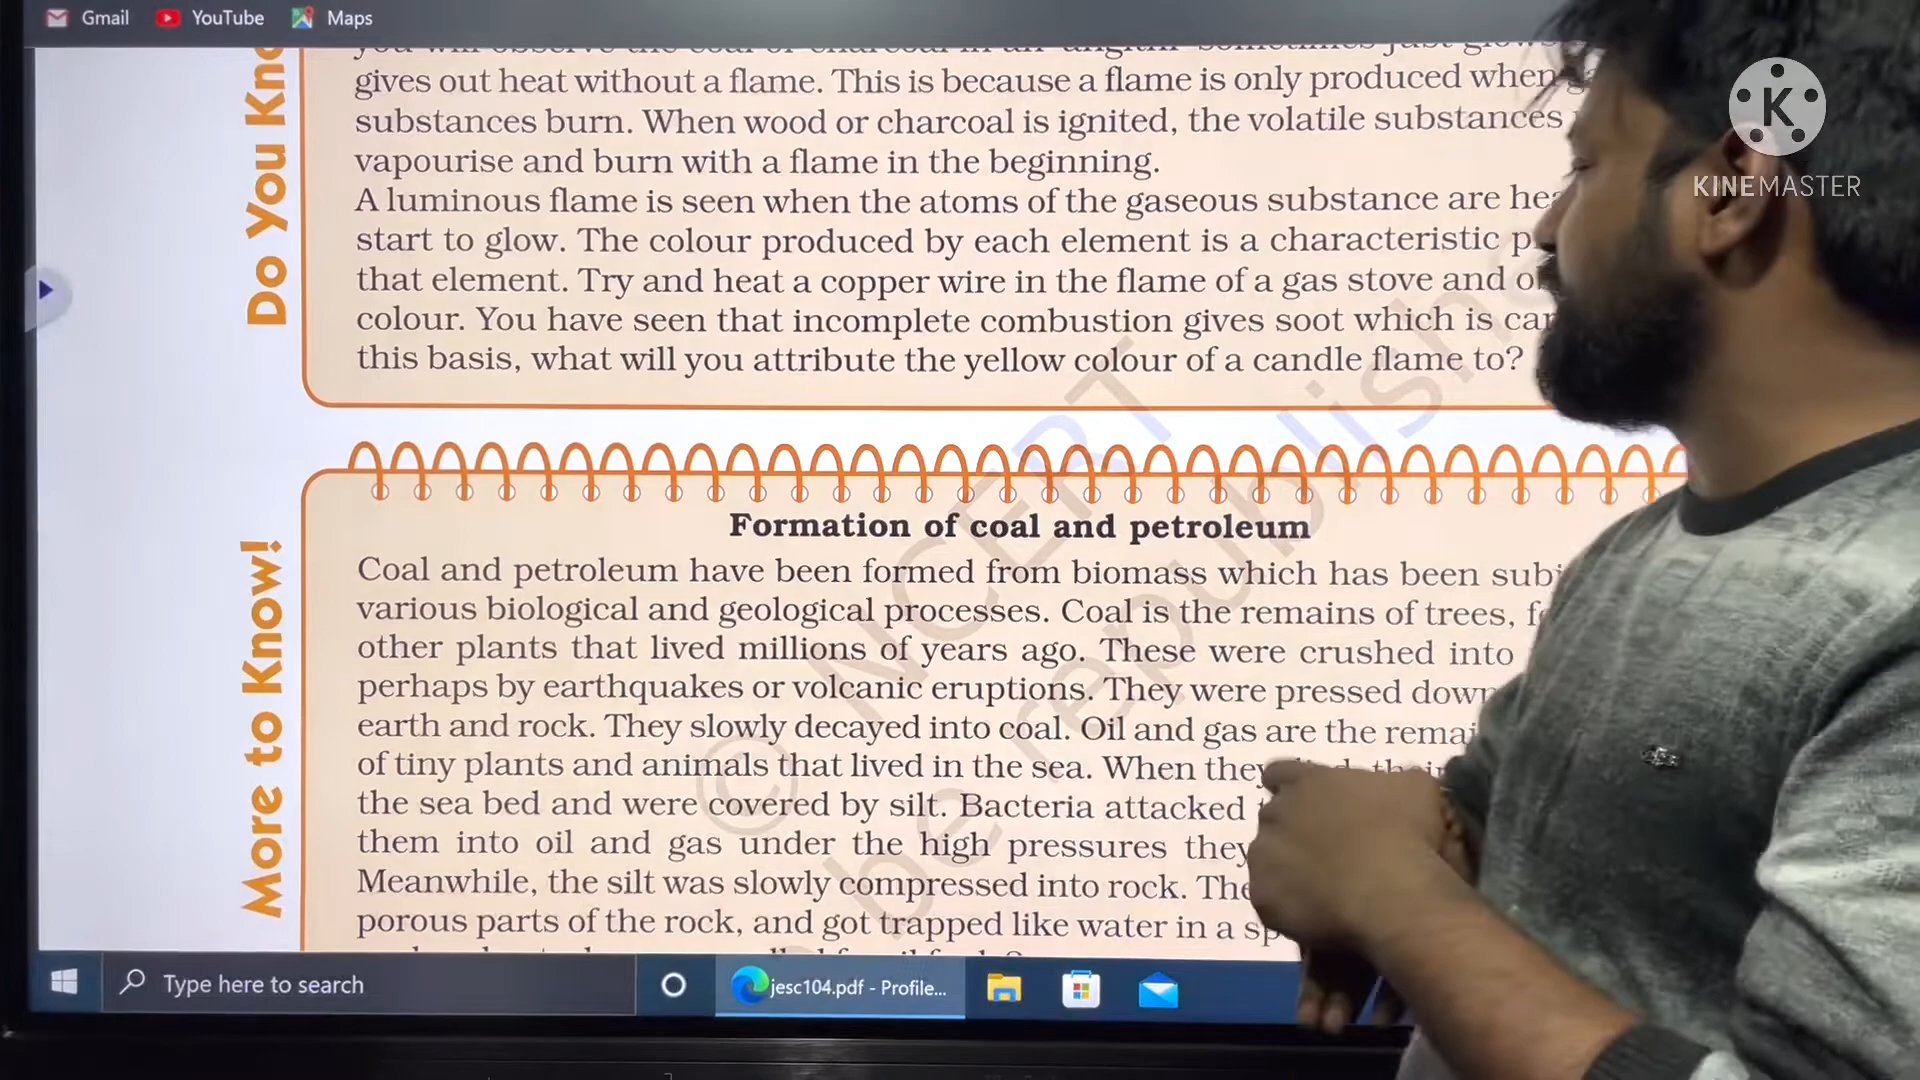 Gmail YouTube Maps
gives out heat without a flame. This is because a flame is only produced when
substances burn. When wood or charcoal is ignited, the volatile substances
vapourise and burn with a flame in the beginning.
A luminous flame is seen when the atoms of the gaseous substance are
start to glow. The colour produced by each element is a characteristic
that element. Try and heat a copper wire in the flame of a gas stove and
colour. You have seen that incomplete combustion gives soot which is
this basis, what will you attribute the yellow colour of a candle flame to?
Do You Kno
K
KINEMASTER
Formation of coal and petroleum
Coal and petroleum have been formed from biomass which has been
various biological and geological processes. Coal is the remains of trees,
other plants that lived millions of years ago. These were crushed into
perhaps by earthquakes or volcanic eruptions. They were pressed down
earth and rock. They slowly decayed into coal. Oil and gas are the
of tiny plants and animals that lived in the sea. When they
the sea bed and were covered by silt. Bacteria attacked
them into oil and gas under the high pressures they
Meanwhile, the silt was slowly compressed into rock. The
porous parts of the rock, and got trapped like water in a
More to Know!
© NCERT
be republished
Type here to search
jesc104.pdf - Profile...